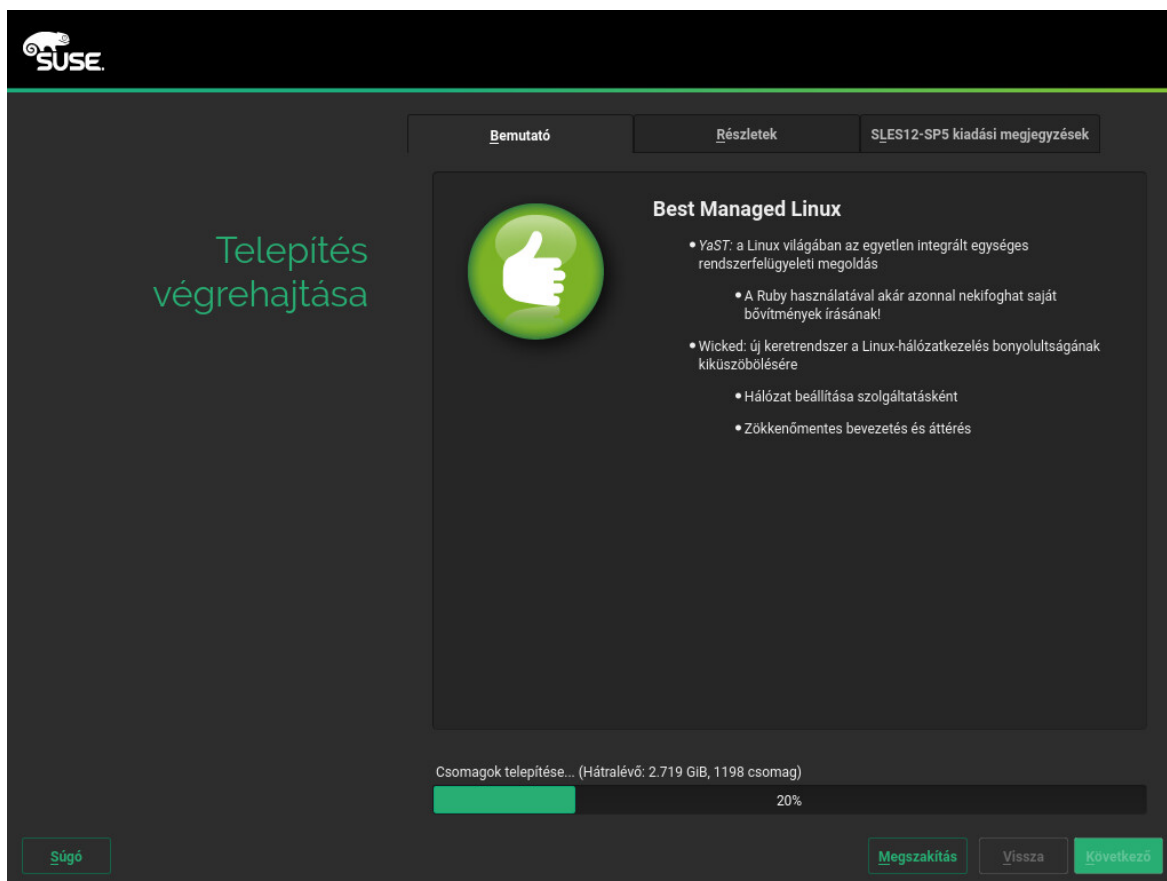 SUSE.
Bemutató
Részletek
SLES12-SP5 kiadási megjegyzések
Telepítés
végrehajtása
Best Managed Linux
• YaST: a Linux világában az egyetlen integrált egységes
rendszerfelügyeleti megoldás
• A Ruby használatával akár azonnal nekifoghat saját
bővítmények írásának!
• Wicked: új keretrendszer a Linux-hálózatkezelés bonyolultságának
kiküszöbölésére
• Hálózat beállítása szolgáltatásként
• Zökkenőmentes bevezetés és áttérés
Csomagok telepítése... (Hátralévő: 2.719 GiB, 1198 csomag)
20%
Súgó
Megszakítás
Vissza
Következő